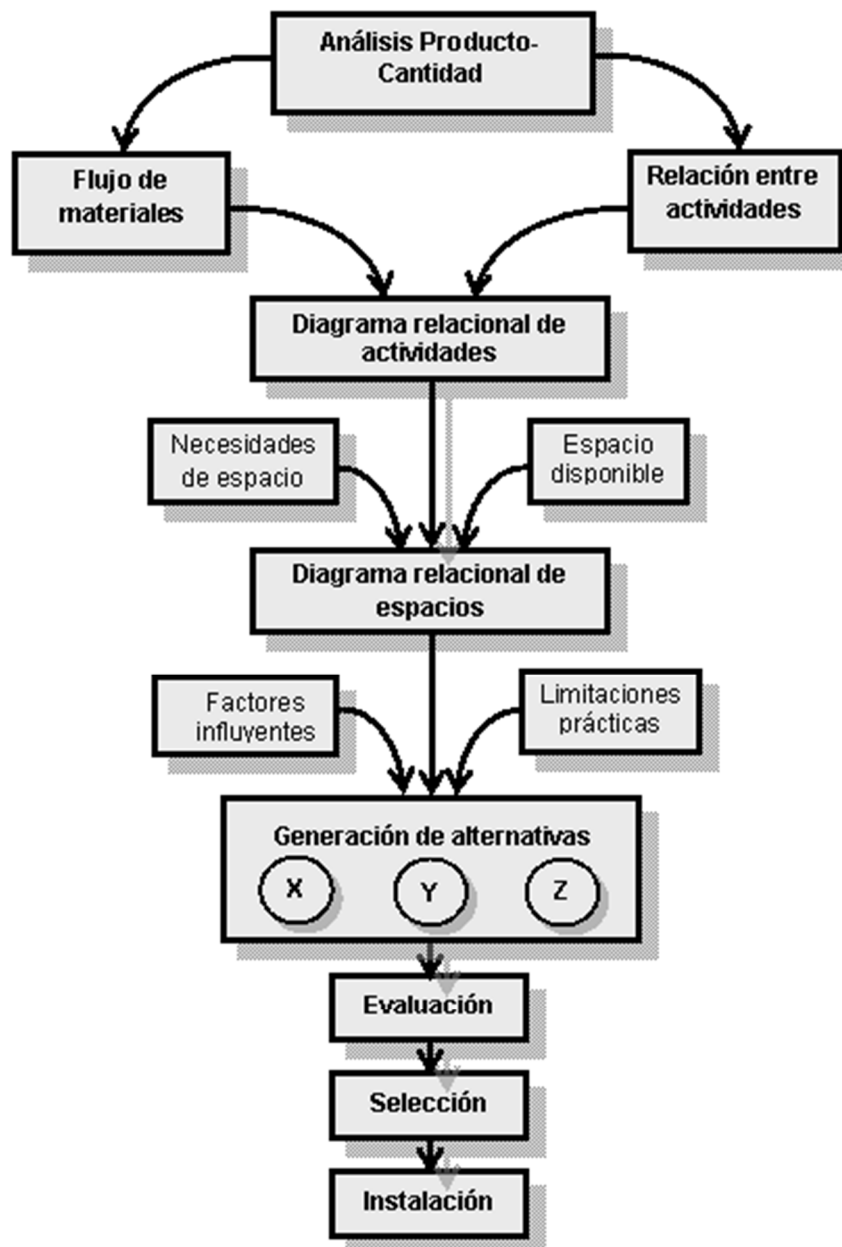 Análisis Producto-
Cantidad
Flujo de
materiales
Relación entre
actividades
Diagrama relacional de
actividades
Necesidades
de espacio
Espacio
disponible
Diagrama relacional de
espacios
Factores
influyentes
Limitaciones
prácticas
Generación de alternativas
X
Y
Z
Evaluación
Selección
Instalación